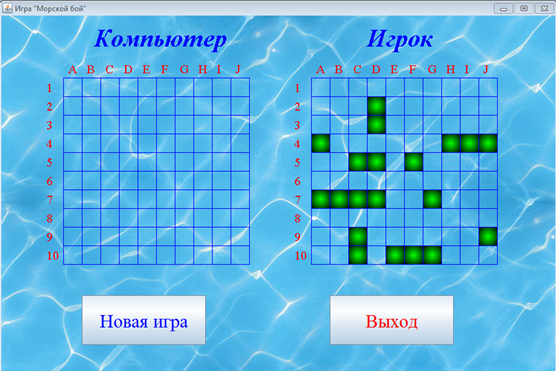 Игра "Морской бой"
Компьютер Игрок
A B C D E F G H I J A B C D E F G H I J
1 1
2 2
3 3
4 4
5 5
6 6
7 7
8 8
9 9
10 10
Новая игра Выход